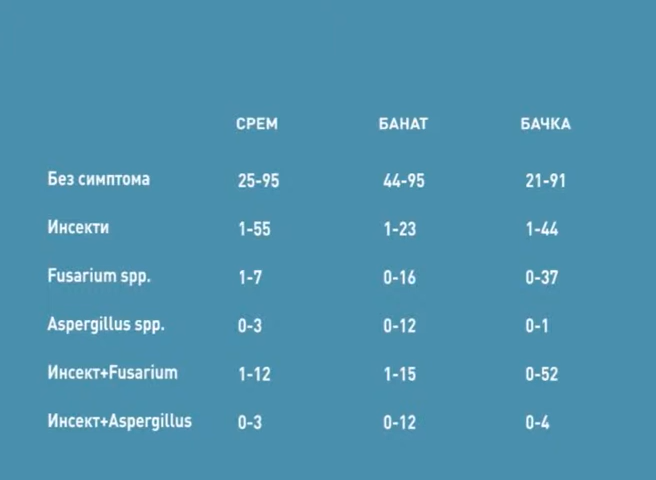 СРЕМ БАНАТ БАЧКА
Без симптома 25-95 44-95 21-91
Инсекти 1-55 1-23 1-44
Fusarium spp. 1-7 0-16 0-37
Aspergillus spp. 0-3 0-12 0-1
Инсект+Fusarium 1-12 1-15 0-52
Инсект+Aspergillus 0-3 0-12 0-4